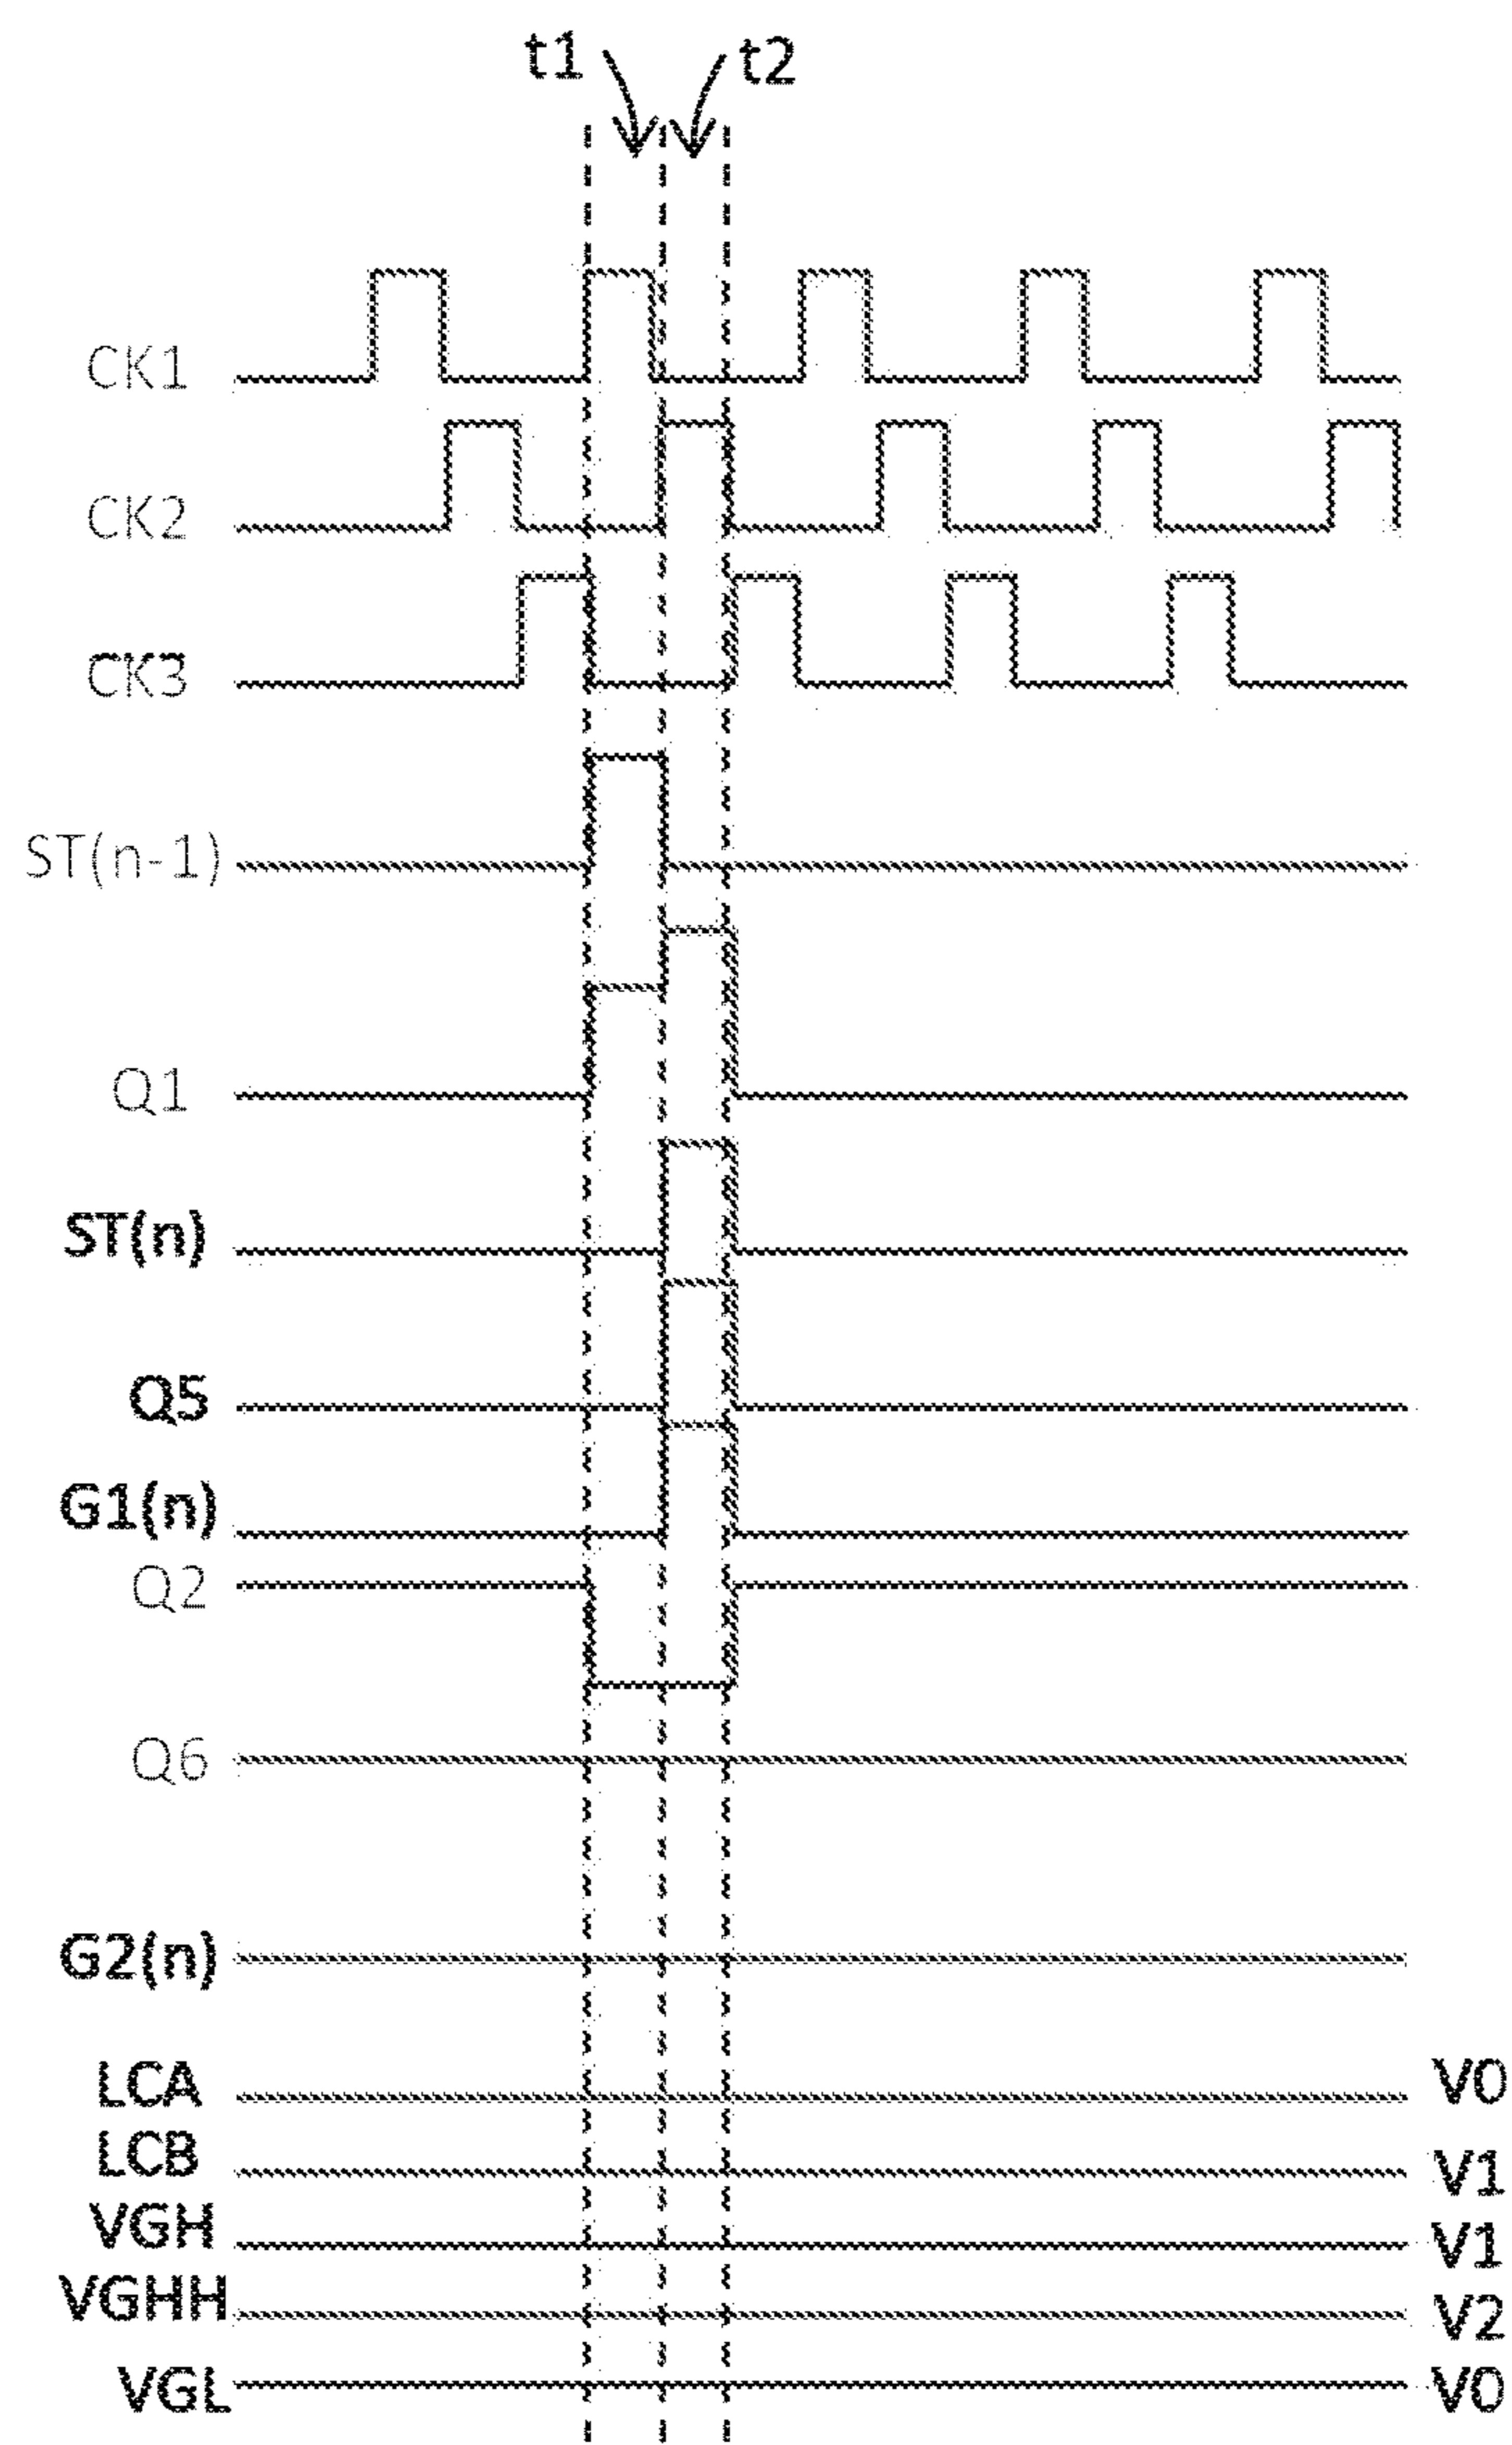 t1 t2
CK1
CK2
CK3
ST(n-1)
Q1
ST(n)
Q5
G1(n)
Q2
Q6
G2(n)
LCA V0
LCB V1
VGH V1
VGHH V2
VGL V0